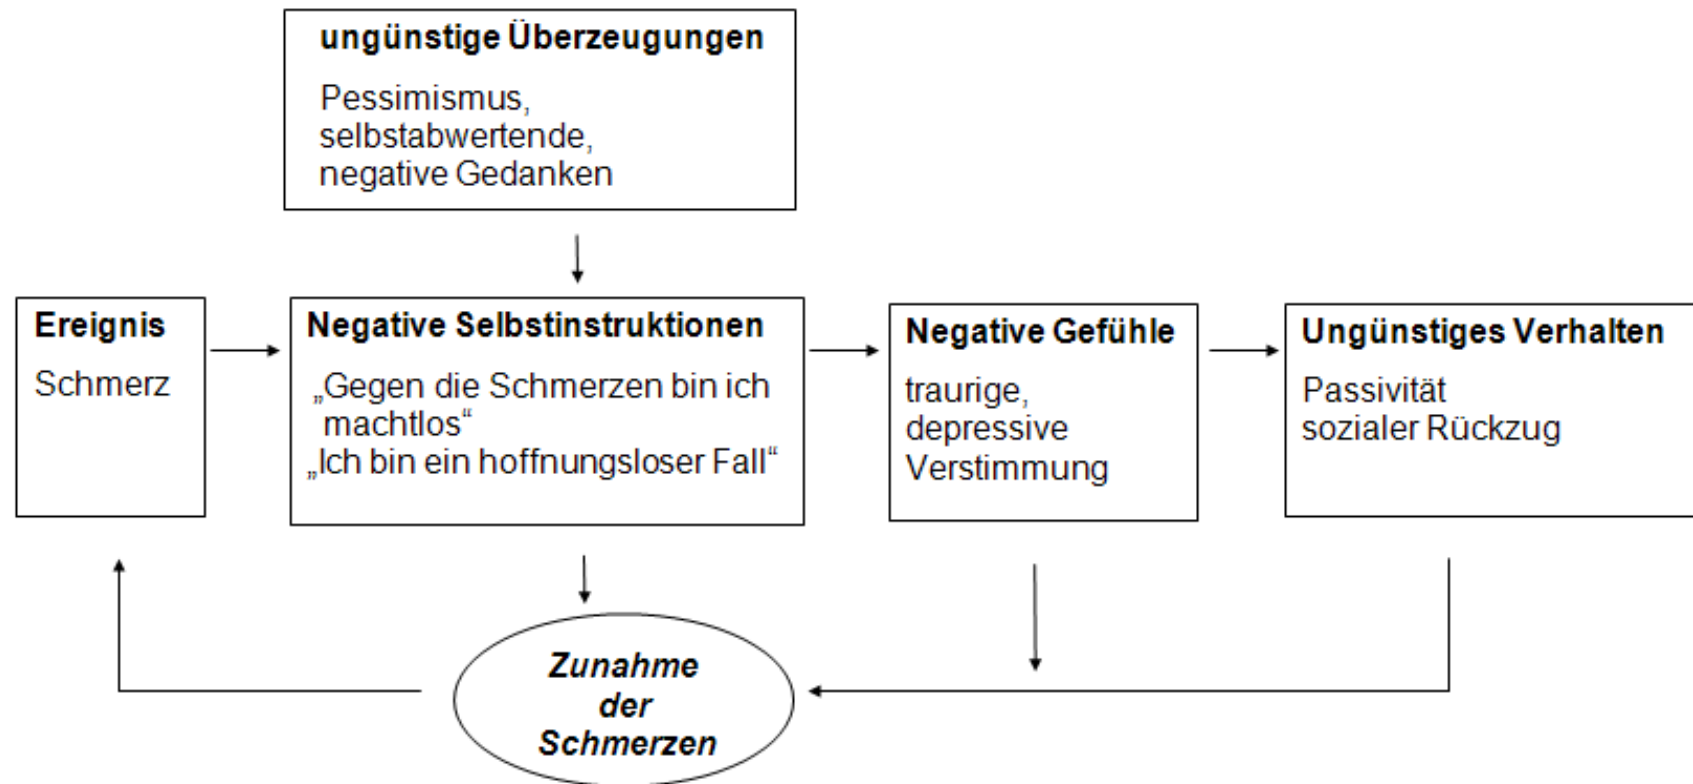 ungünstige Überzeugungen
Pessimismus,
selbstabwertende,
negative Gedanken
Ereignis
Schmerz
Negative Selbstinstruktionen
„Gegen die Schmerzen bin ich
machtlos“
„Ich bin ein hoffnungsloser Fall“
Negative Gefühle
traurige,
depressive
Verstimmung
Ungünstiges Verhalten
Passivität
sozialer Rückzug
Zunahme
der
Schmerzen